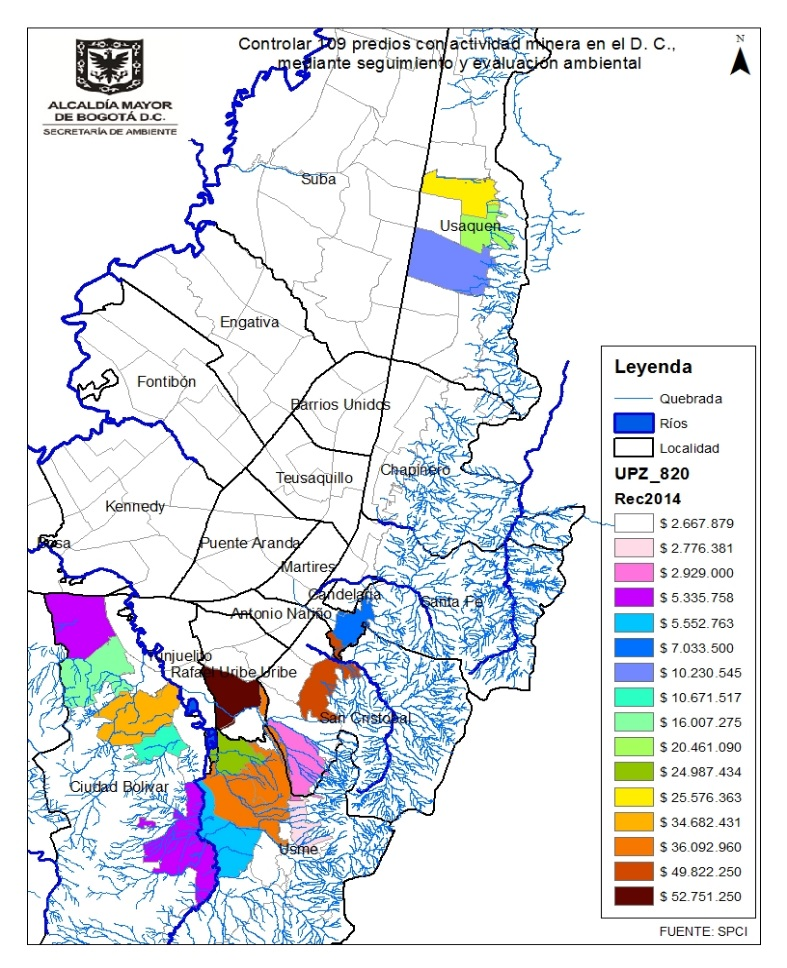 Controlar 109 predios con actividad minera en el D. C.,
mediante seguimiento y evaluación ambiental
N
ALCALDÍA MAYOR
DE BOGOTÁ D.C.
SECRETARÍA DE AMBIENTE
Suba
Usaquen
Engativa
Fontibón
Barrios Unidos
Chapinero
Teusaquillo
Kennedy
Puente Aranda
Martires
Candelaria
Santa Fe
Antonio Nariño
Rafael Uribe Uribe
San Cristobal
Ciudad Bolivar
Usme
Leyenda
Quebrada
Ríos
Localidad
UPZ_820
Rec2014
$ 2.667.879
$ 2.776.381
$ 2.929.000
$ 5.335.758
$ 5.552.763
$ 7.033.500
$ 10.230.545
$ 10.671.517
$ 16.007.275
$ 20.461.090
$ 24.987.434
$ 25.576.363
$ 34.682.431
$ 36.092.960
$ 49.822.250
$ 52.751.250
FUENTE: SPCI